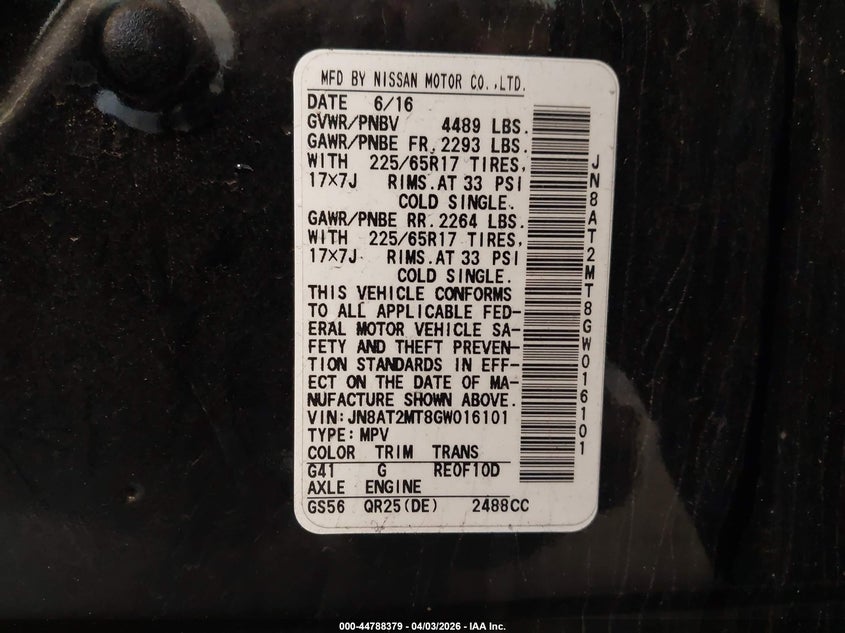 MFD BY NISSAN MOTOR CO.,LTD.
DATE 6/16
GVWR/PNBV 4489 LBS.
GAWR/PNBE FR. 2293 LBS.
WITH 225/65R17 TIRES,
17×7J RIMS.AT 33 PSI
COLD SINGLE.
GAWR/PNBE RR. 2264 LBS.
WITH 225/65R17 TIRES,
17×7J RIMS.AT 33 PSI
COLD SINGLE.
THIS VEHICLE CONFORMS
TO ALL APPLICABLE FED-
ERAL MOTOR VEHICLE SA-
FETY AND THEFT PREVEN-
TION STANDARDS IN EFF-
ECT ON THE DATE OF MA-
NUFACTURE SHOWN ABOVE.
VIN:JN8AT2MT8GW016101
TYPE:MPV
COLOR TRIM TRANS
G41 G RE0F10D
AXLE ENGINE
GS56 QR25(DE) 2488CC
JN8AT2MT8GW016101
000-44788379 - 04/03/2026 - IAA Inc.